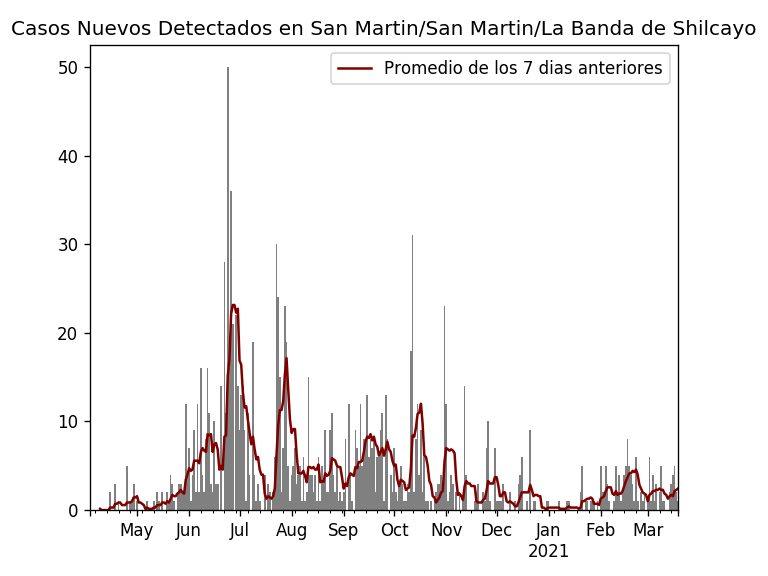 Casos Nuevos Detectados en San Martin/San Martin/La Banda de Shilcayo
Promedio de los 7 dias anteriores
50
40
30
20
10
0
May Jun Jul Aug Sep Oct Nov Dec Jan Feb Mar
2021